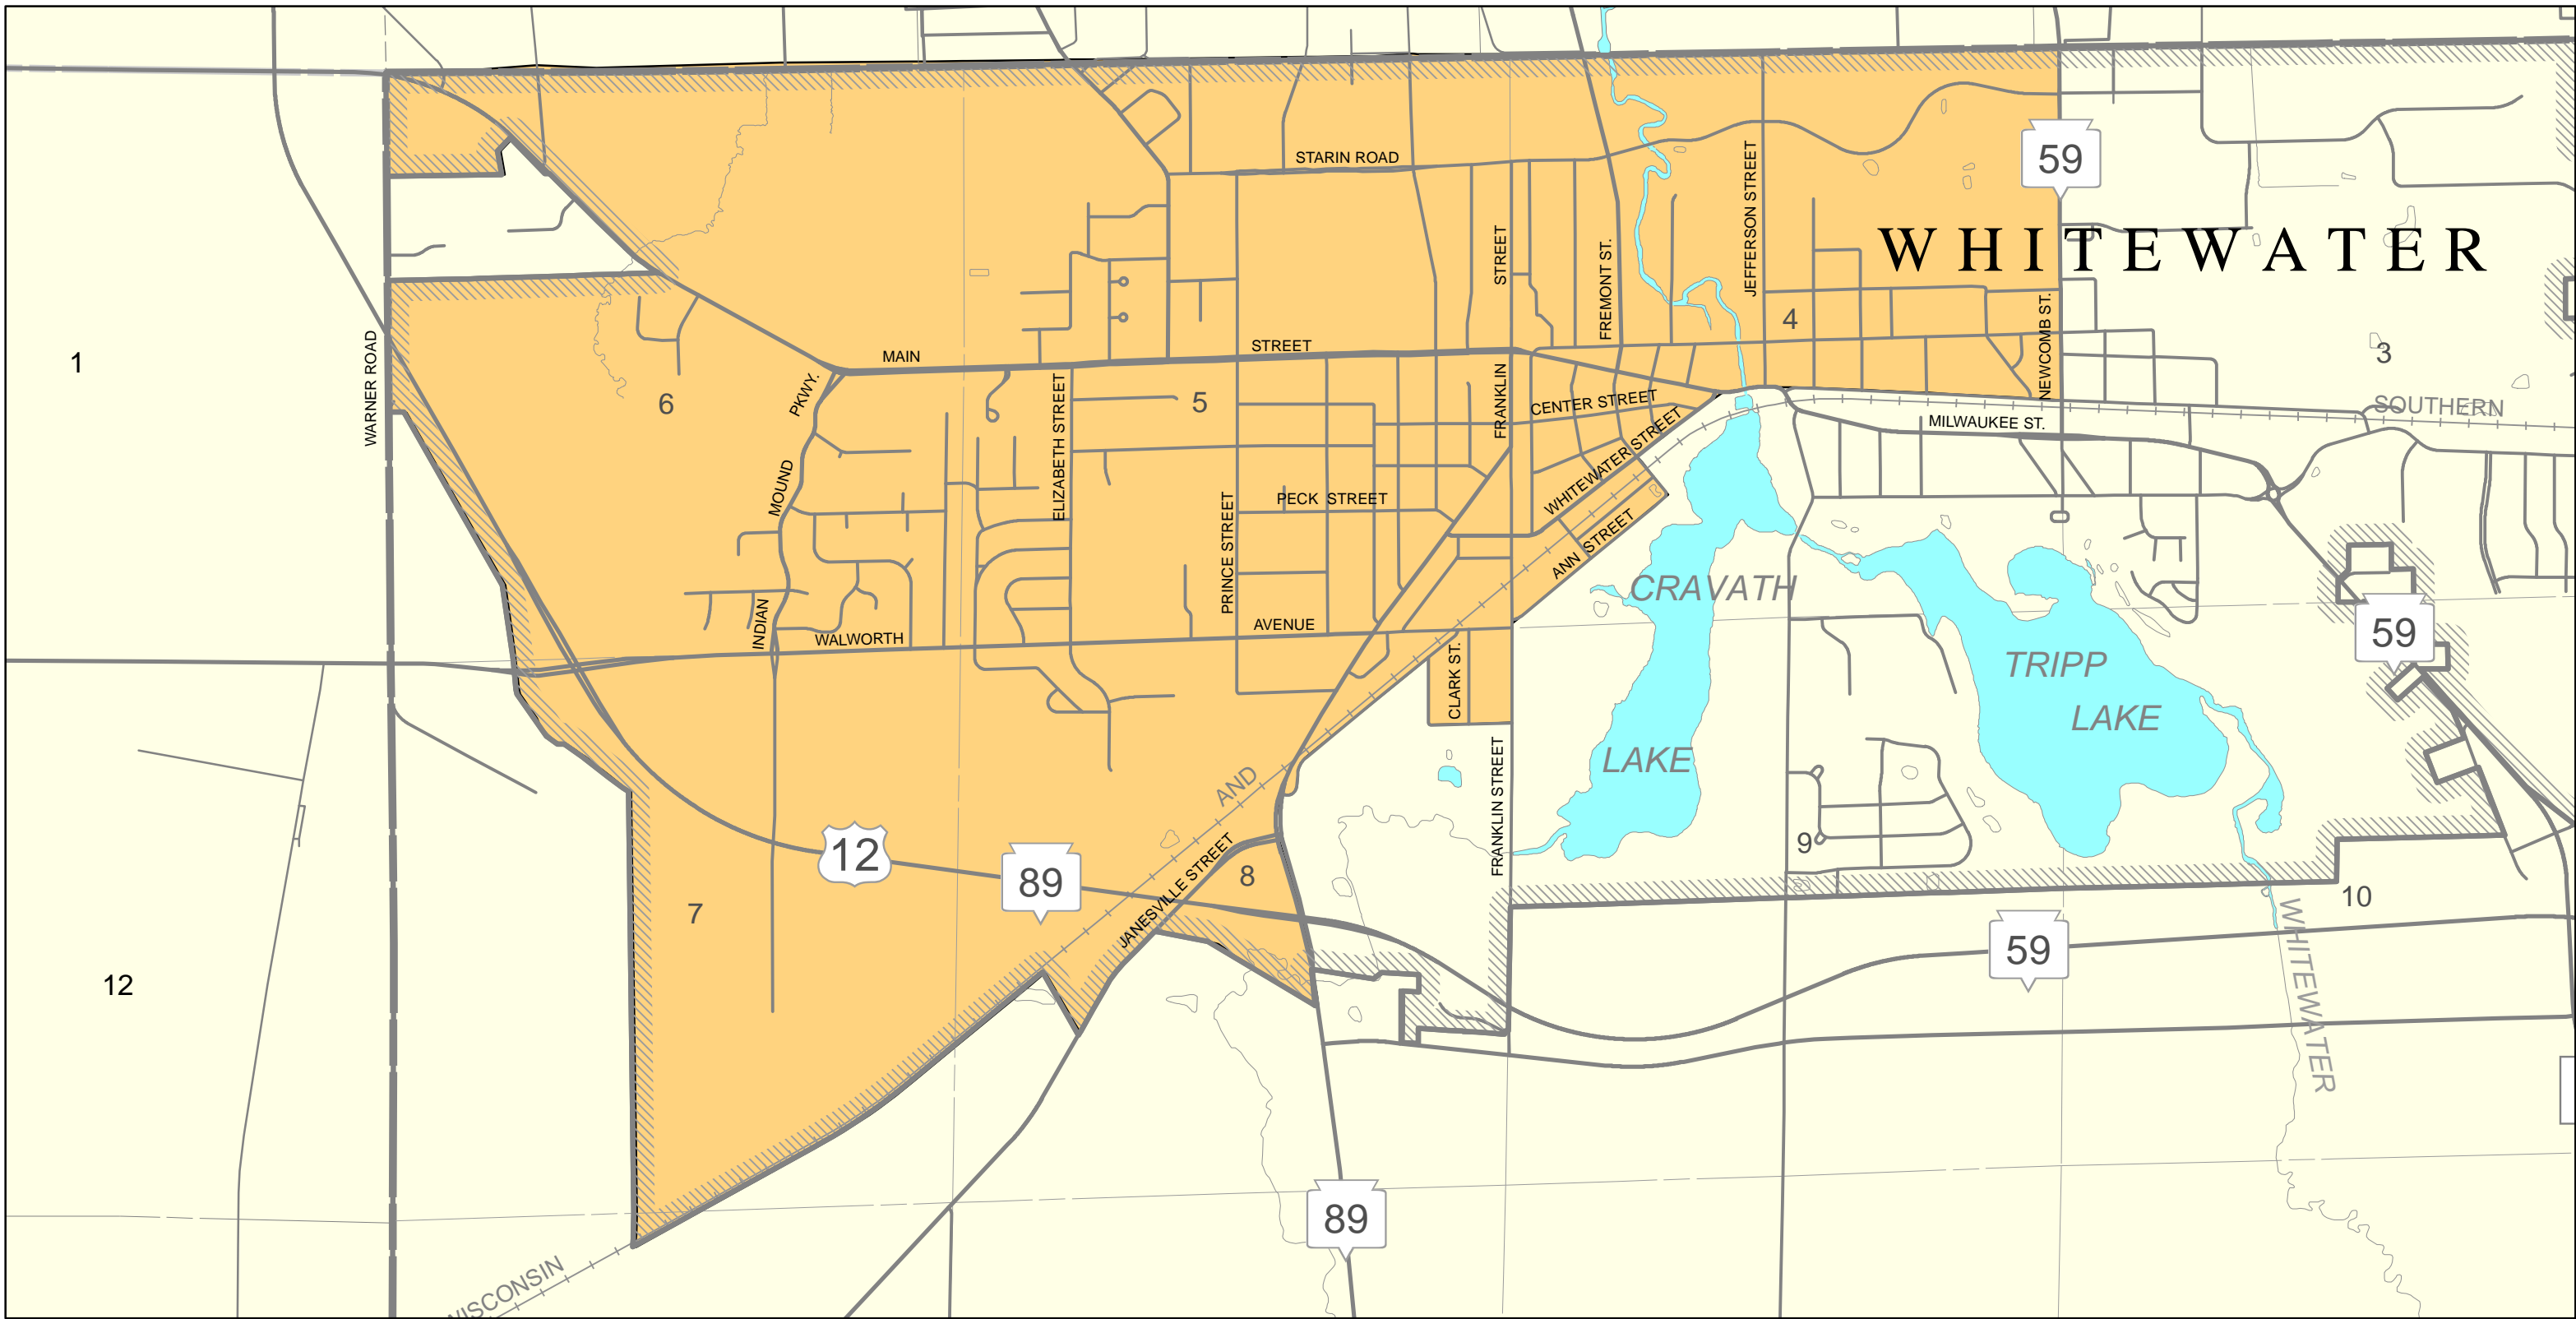 STARIN ROAD
59
JEFFERSON STREET
WHITEWATER
STREET
FREMONT ST.
NEWCOMB ST.
4
1
WARNER ROAD
MAIN
STREET
3
6
PKWY.
ELIZABETH STREET
5
FRANKLIN
CENTER STREET
SOUTHERN
MILWAUKEE ST.
WHITEWATER STREET
MOUND
PECK STREET
PRINCE STREET
ANN STREET
CRAVATH
LAKE
INDIAN
WALWORTH
AVENUE
59
TRIPP
LAKE
CLARK ST.
FRANKLIN STREET
AND
12
89
JANESVILLE STREET
8
9
7
10
59
WHITEWATER
12
89
WISCONSIN